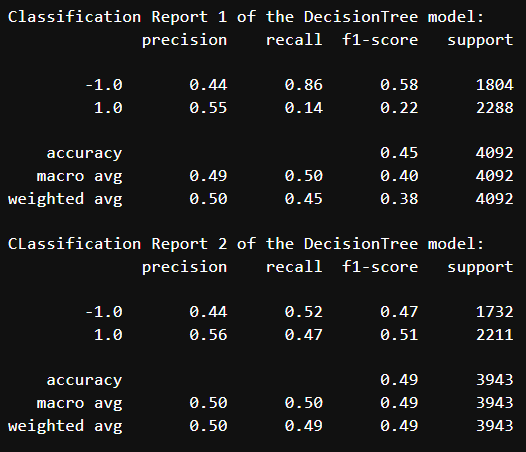 Classification Report 1 of the DecisionTree model:
precision recall f1-score support
-1.0 0.44 0.86 0.58 1804
1.0 0.55 0.14 0.22 2288
accuracy 0.45 4092
macro avg 0.49 0.50 0.40 4092
weighted avg 0.50 0.45 0.38 4092
CLassification Report 2 of the DecisionTree model:
precision recall f1-score support
-1.0 0.44 0.52 0.47 1732
1.0 0.56 0.47 0.51 2211
accuracy 0.49 3943
macro avg 0.50 0.50 0.49 3943
weighted avg 0.50 0.49 0.49 3943